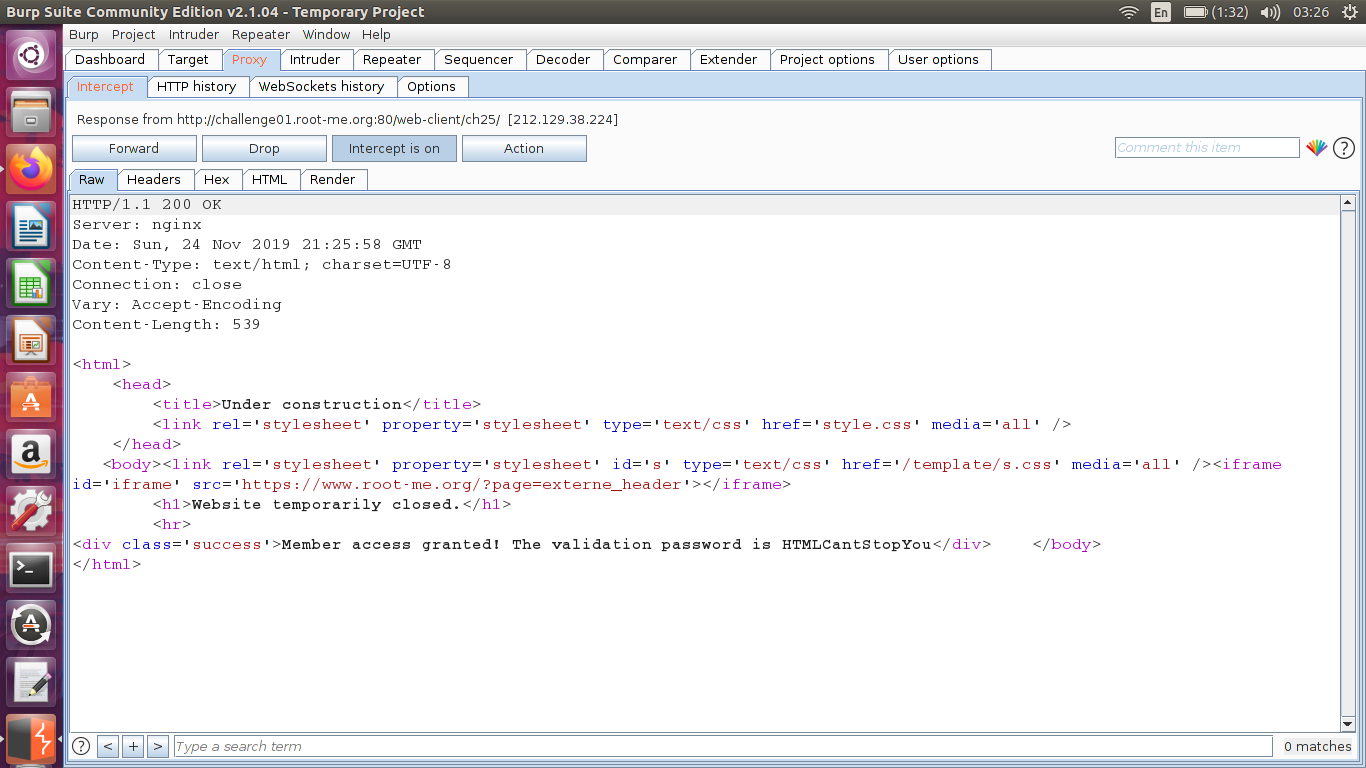 Burp Suite Community Edition v2.1.04 - Temporary Project
En
(1:32)
03:26
Burp Project Intruder Repeater Window Help
Dashboard Target Proxy Intruder Repeater Sequencer Decoder Comparer Extender Project options User options
Intercept HTTP history WebSockets history Options
Response from http://challenge01.root-me.org:80/web-client/ch25/ [212.129.38.224]
Forward Drop Intercept is on Action Comment this item ?
Raw Headers Hex HTML Render
HTTP/1.1 200 OK
Server: nginx
Date: Sun, 24 Nov 2019 21:25:58 GMT
Content-Type: text/html; charset=UTF-8
Connection: close
Vary: Accept-Encoding
Content-Length: 539
<html>
<head>
<title>Under construction</title>
<link rel='stylesheet' property='stylesheet' type='text/css' href='style.css' media='all' />
</head>
<body><link rel='stylesheet' property='stylesheet' id='s' type='text/css' href='/template/s.css' media='all' /><iframe
id='iframe' src='https://www.root-me.org/?page=externe_header'></iframe>
<h1>Website temporarily closed.</h1>
<hr>
<div class='success'>Member access granted! The validation password is HTMLCantStopYou</div> </body>
</html>
? < + > Type a search term 0 matches